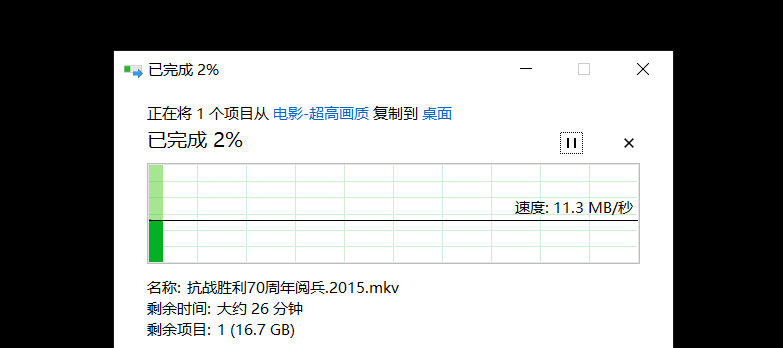 已完成 2%
正在将 1 个项目从 电影-超高画质 复制到 桌面
已完成 2%
速度: 11.3 MB/秒
名称: 抗战胜利70周年阅兵.2015.mkv
剩余时间: 大约 26 分钟
剩余项目: 1 (16.7 GB)